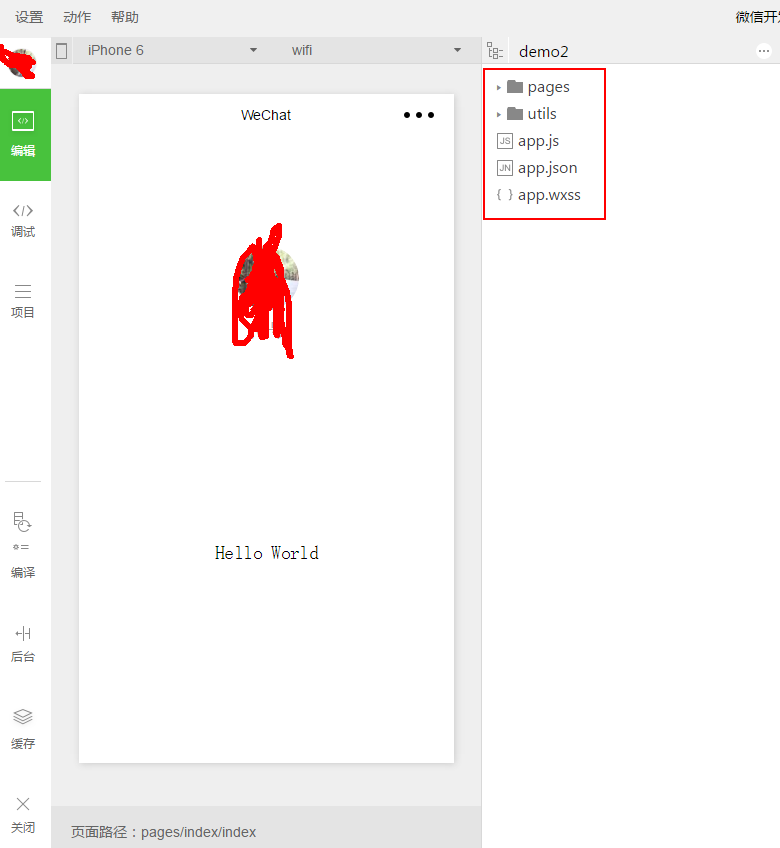 设置 动作 帮助 微信开
iPhone 6 wifi demo2
WeChat
编辑
调试
项目
编译
后台
缓存
关闭
pages
utils
JS app.js
JN app.json
{ } app.wxss
Hello World
页面路径：pages/index/index